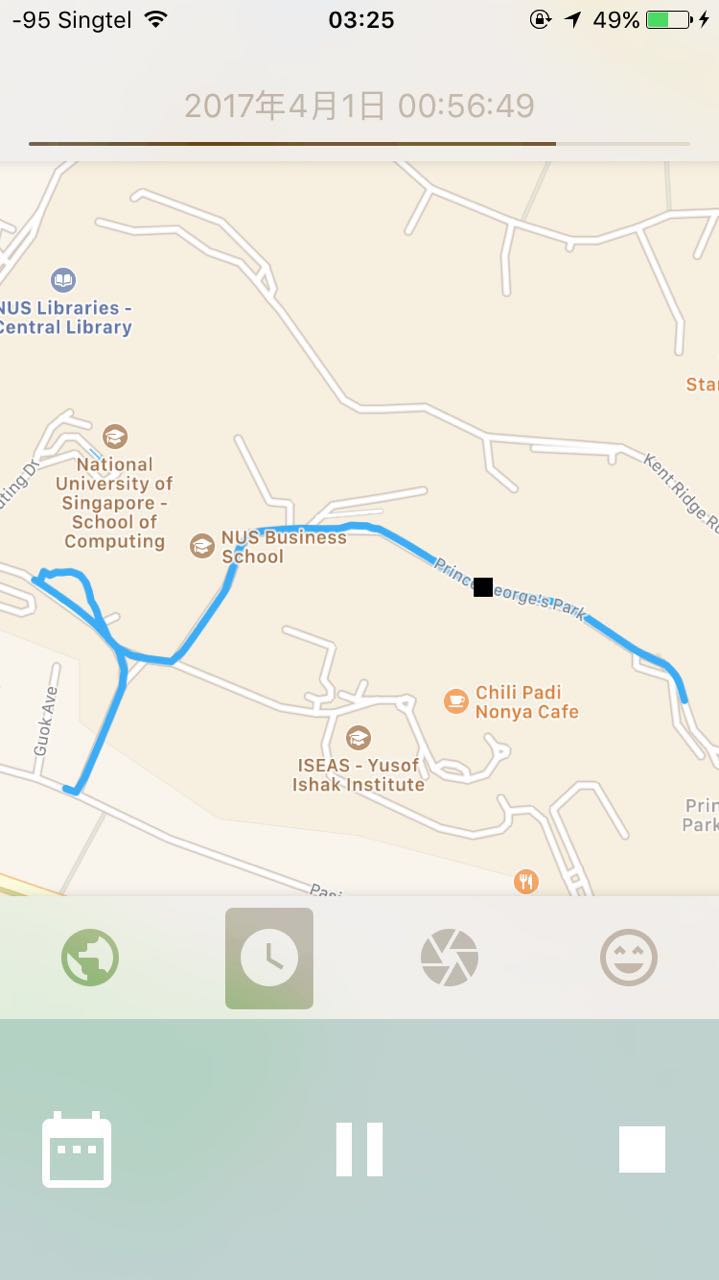 -95 Singtel
03:25
49%
2017年4月1日 00:56:49
NUS Libraries -
Central Library
Star
National
University of
Singapore -
School of
Computing
Kent Ridge R
NUS Business
School
Prince George's Park
Guok Ave
Chili Padi
Nonya Cafe
ISEAS - Yusof
Ishak Institute
Prin
Park
Pasi